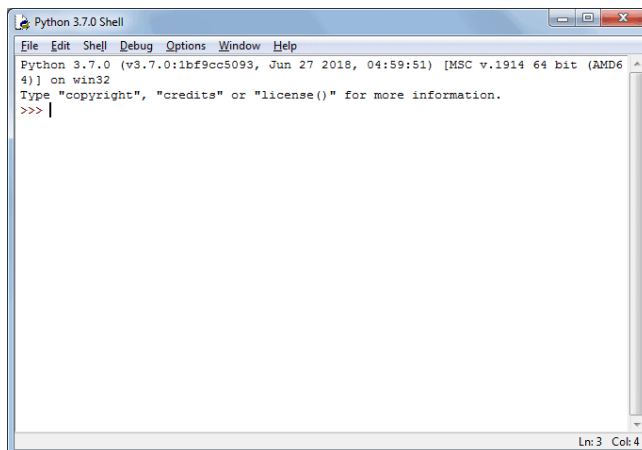 Python 3.7.0 Shell
File Edit Shell Debug Options Window Help
Python 3.7.0 (v3.7.0:1bf9cc5093, Jun 27 2018, 04:59:51) [MSC v.1914 64 bit (AMD6
4)] on win32
Type "copyright", "credits" or "license()" for more information.
>>>
Ln: 3 Col: 4